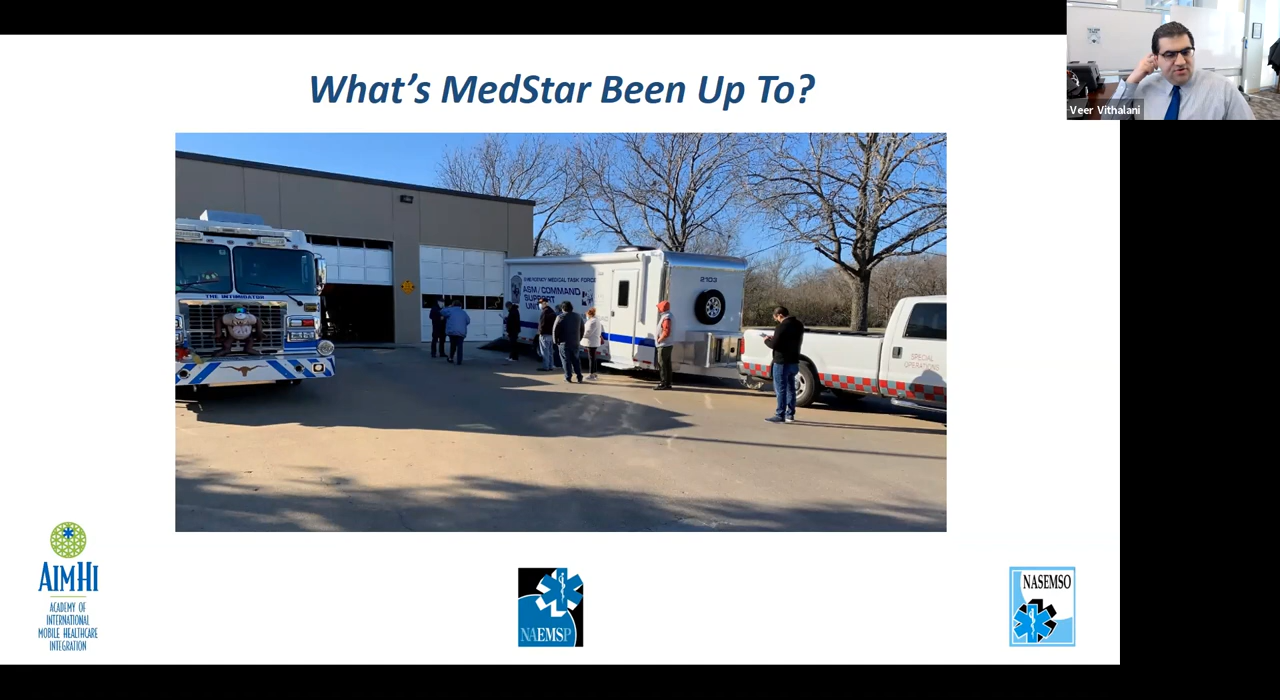 What's MedStar Been Up To?
Veer Vithalani
THE INTIMIDATOR
EMERGENCY MEDICAL TASK FORCE
ASM / COMMAND
SUPPORT
UNIT
2103
SPECIAL
OPERATIONS
AIMHI
ACADEMY OF
INTERNATIONAL
MOBILE HEALTHCARE
INTEGRATION
NAEMSP
NASEMSO